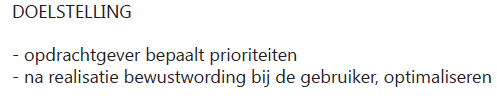 DOELSTELLING
- opdrachtgever bepaalt prioriteiten
- na realisatie bewustwording bij de gebruiker, optimaliseren